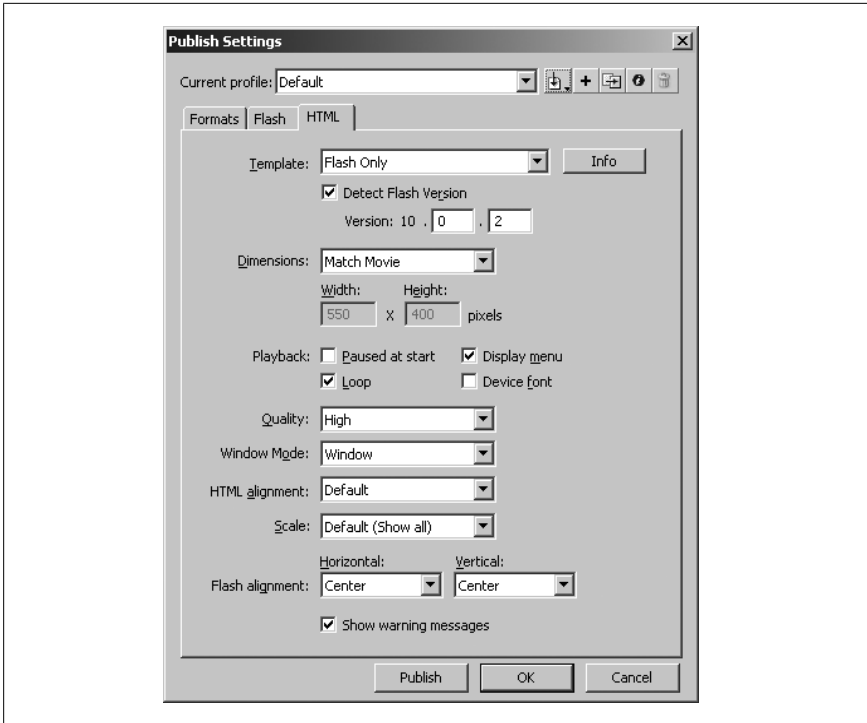 Publish Settings
Current profile: Default
Formats Flash HTML
Template: Flash Only Info
Detect Flash Version
Version: 10 . 0 . 2
Dimensions: Match Movie
Width: Height:
550 X 400 pixels
Playback: Paused at start Display menu
Loop Device font
Quality: High
Window Mode: Window
HTML alignment: Default
Scale: Default (Show all)
Horizontal: Vertical:
Flash alignment: Center Center
Show warning messages
Publish OK Cancel